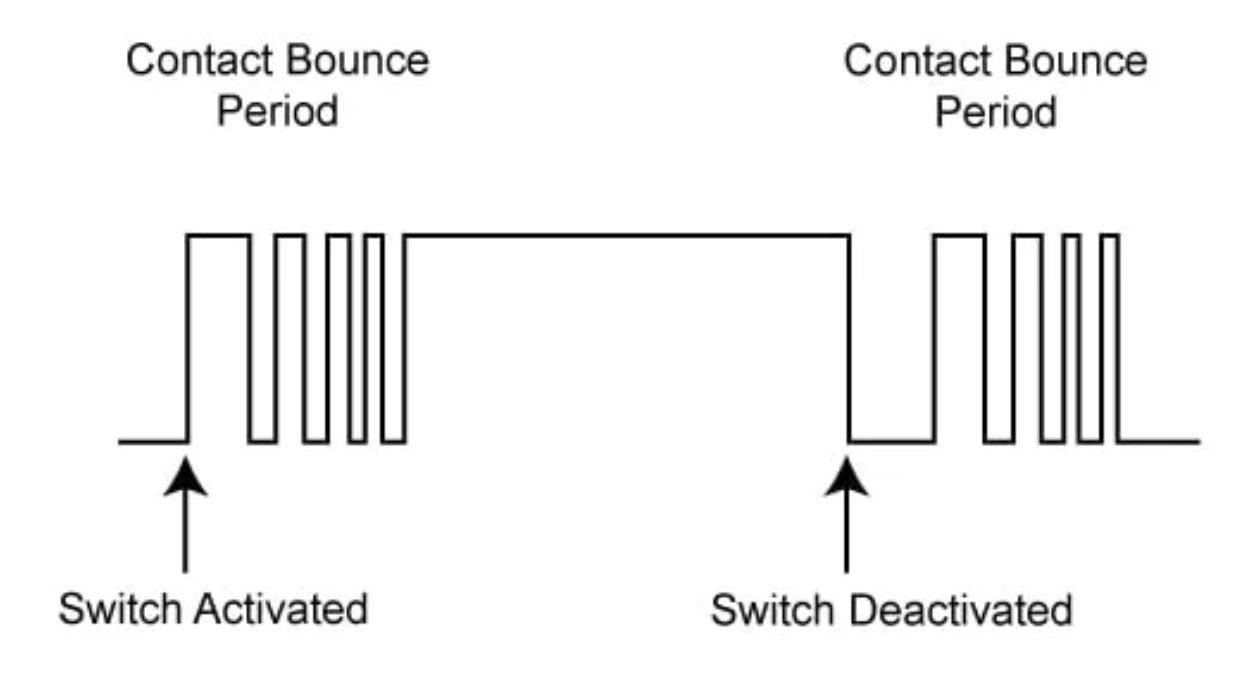 Contact Bounce
Period
Contact Bounce
Period
Switch Activated
Switch Deactivated